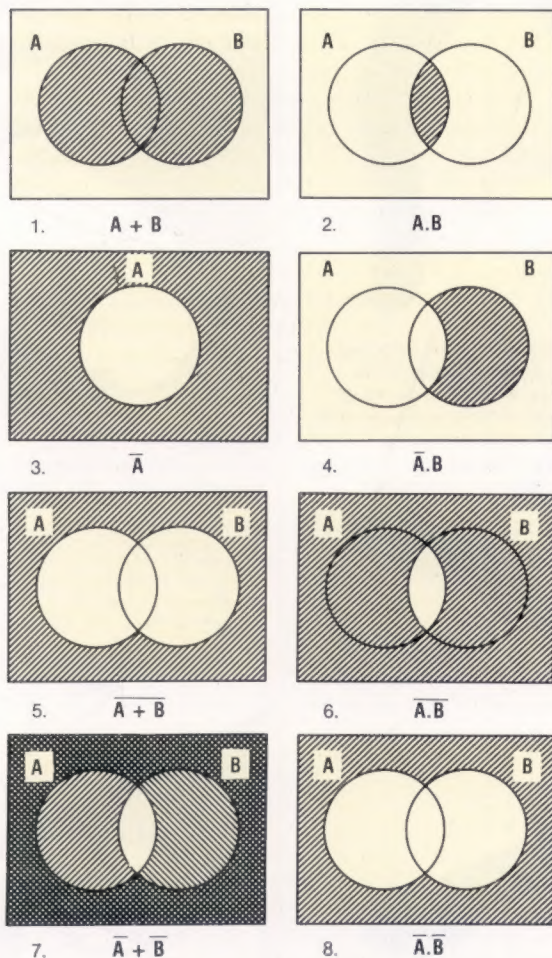 A B
A B
1. A + B
2. A.B
A
A B
3. A̅
4. A̅.B
A B
A B
5. A̅ ̅+̅ ̅B̅
6. A̅.̅B̅
A B
A B
7. A̅ + B̅
8. A̅.B̅